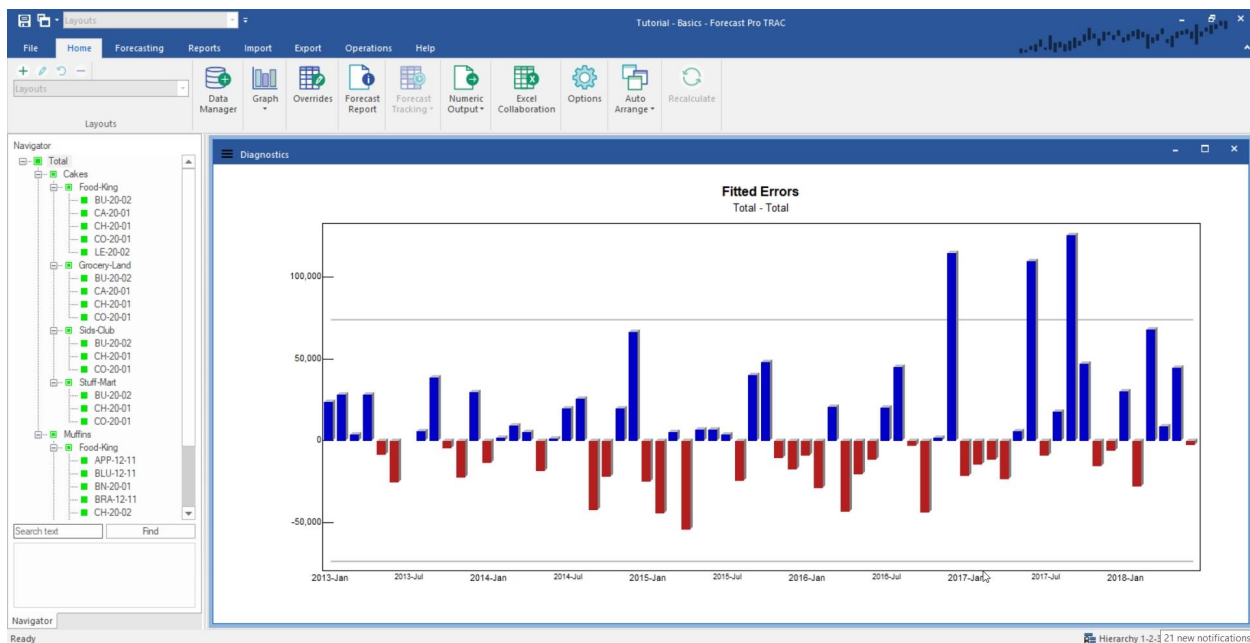 Layouts
Tutorial - Basics - Forecast Pro TRAC
File Home Forecasting Reports Import Export Operations Help
Layouts
Layouts
Data Manager
Graph
Overrides
Forecast Report
Forecast Tracking
Numeric Output
Excel Collaboration
Options
Auto Arrange
Recalculate
Navigator
Total
Cakes
Food-King
BU-20-02
CA-20-01
CH-20-01
CO-20-01
LE-20-02
Grocery-Land
BU-20-02
CA-20-01
CH-20-01
CO-20-01
Sids-Club
BU-20-02
CH-20-01
CO-20-01
Stuff-Mart
BU-20-02
CH-20-01
CO-20-01
Muffins
Food-King
APP-12-11
BLU-12-11
BN-20-01
BRA-12-11
CH-20-02
Search text Find
Navigator
Diagnostics
Fitted Errors
Total - Total
100,000
50,000
0
-50,000
2013-Jan 2013-Jul 2014-Jan 2014-Jul 2015-Jan 2015-Jul 2016-Jan 2016-Jul 2017-Jan 2017-Jul 2018-Jan
Ready
Hierarchy 1-2-3
21 new notifications